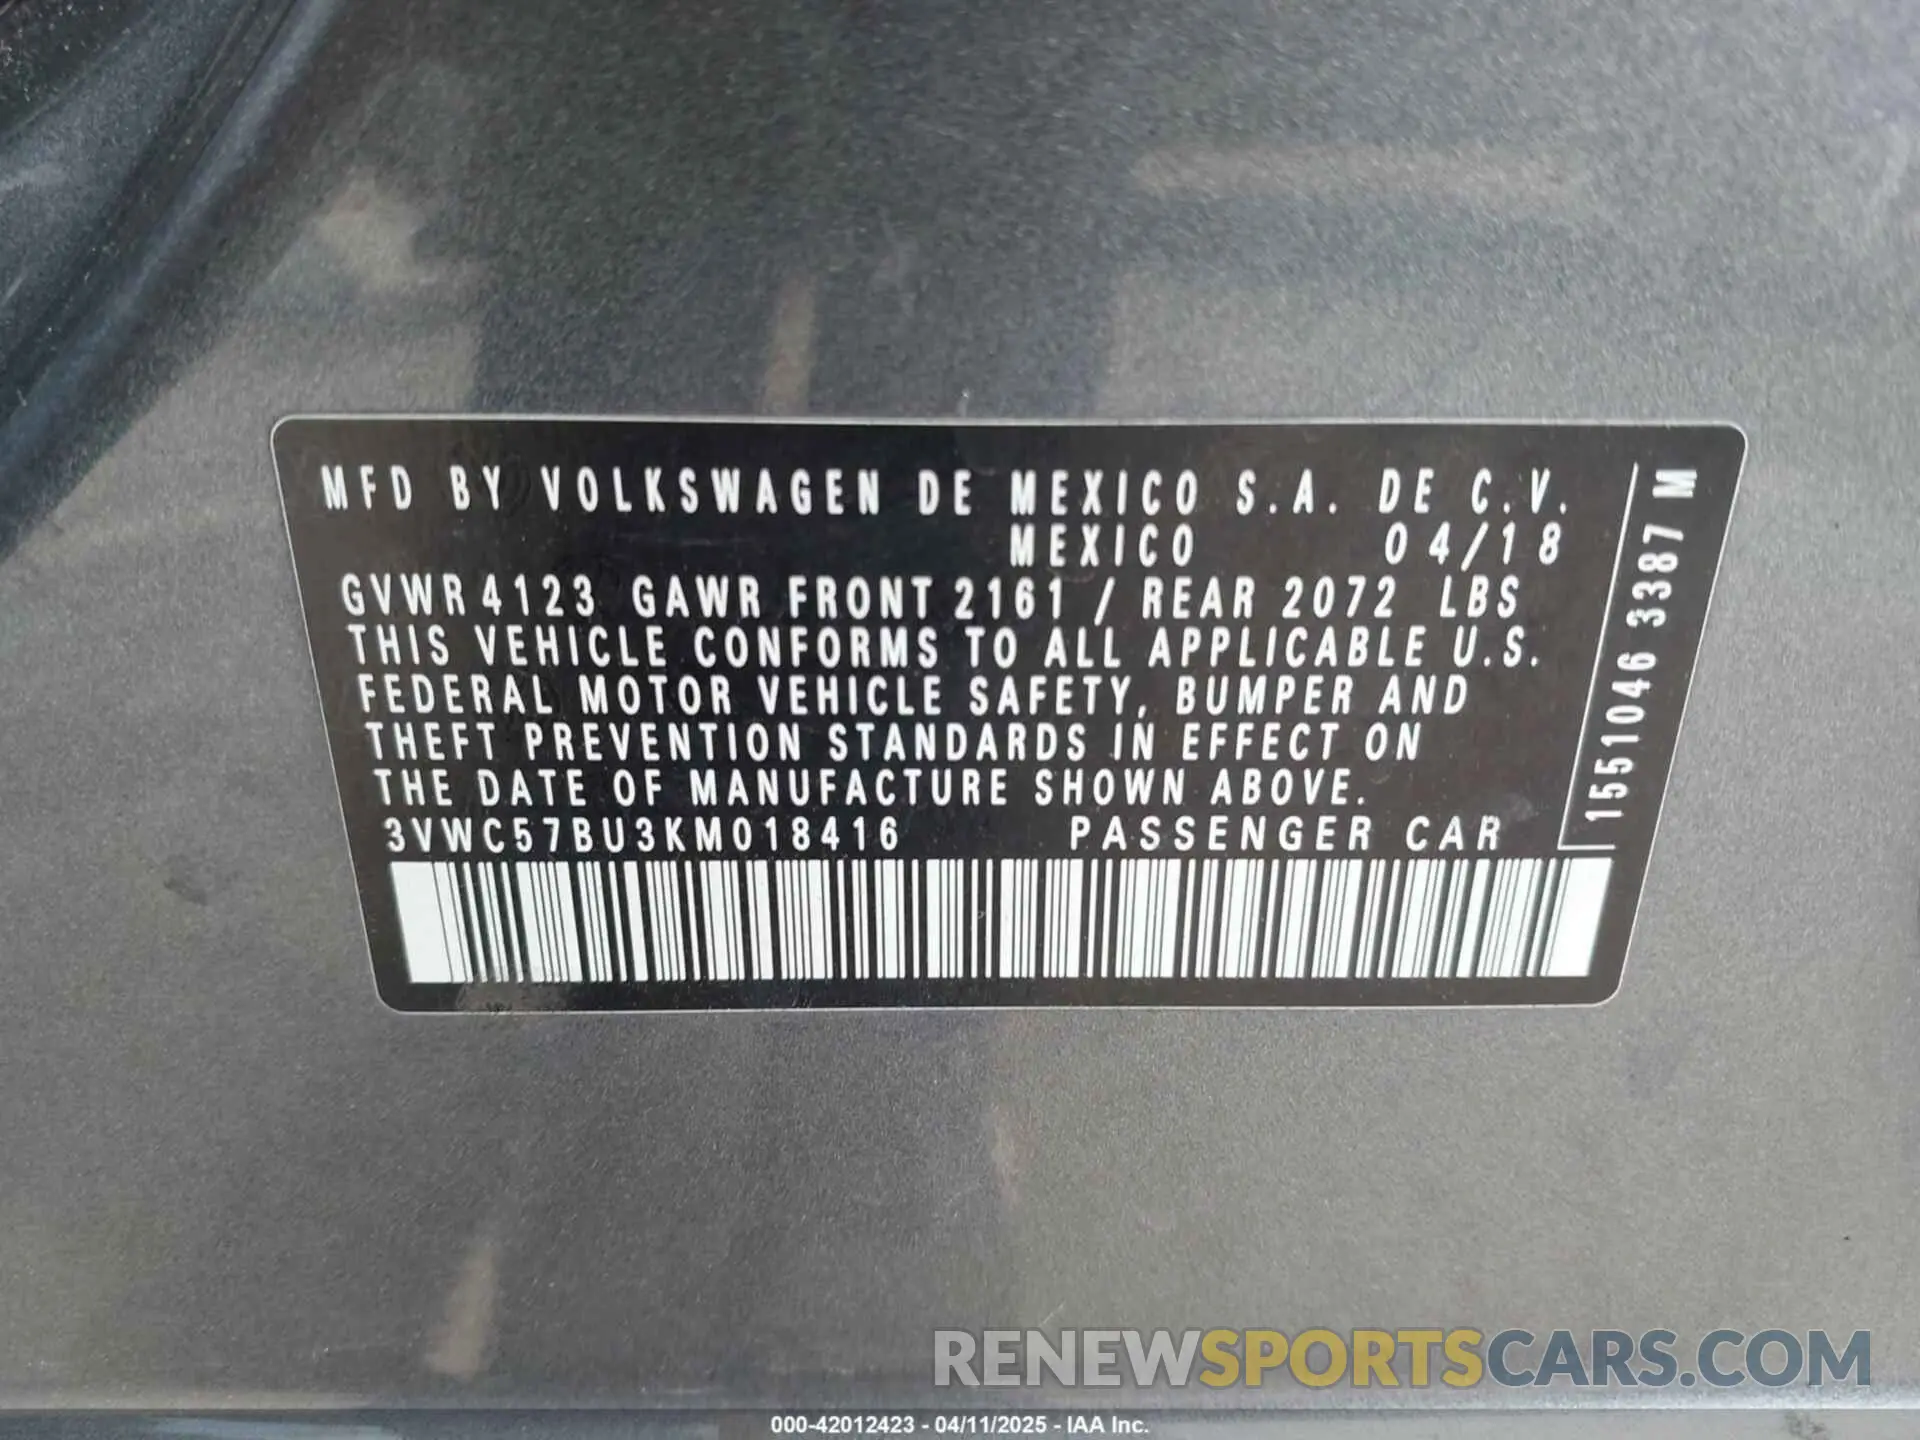 MFD BY VOLKSWAGEN DE MEXICO S.A. DE C.V.
MEXICO 04/18
GVWR 4123 GAWR FRONT 2161 / REAR 2072 LBS
THIS VEHICLE CONFORMS TO ALL APPLICABLE U.S.
FEDERAL MOTOR VEHICLE SAFETY, BUMPER AND
THEFT PREVENTION STANDARDS IN EFFECT ON
THE DATE OF MANUFACTURE SHOWN ABOVE.
3VWC57BU3KM018416 PASSENGER CAR
1551046 3387 M
RENEWSPORTSCARS.COM
000-42012423 - 04/11/2025 - IAA Inc.